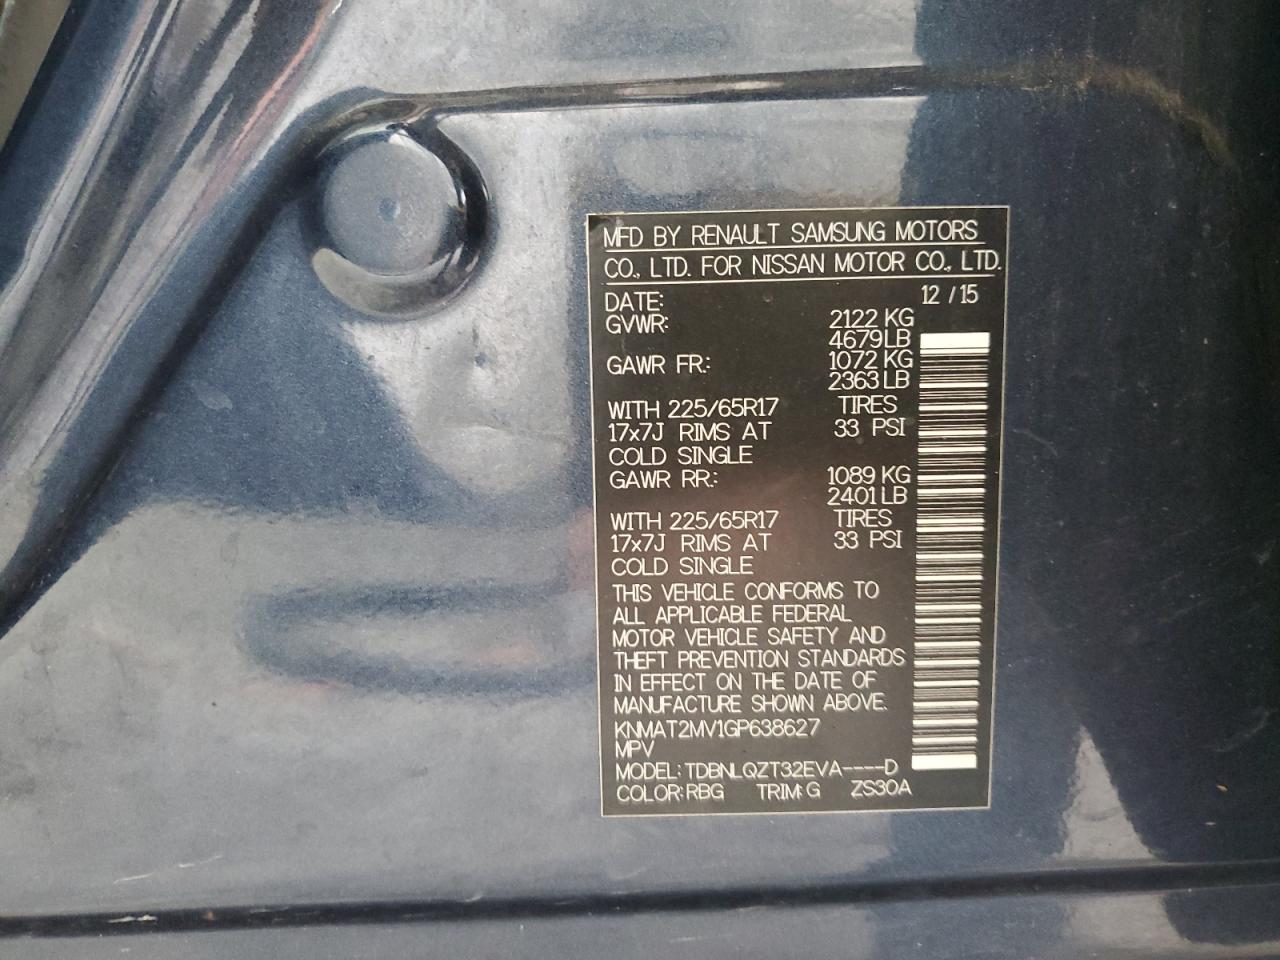 MFD BY RENAULT SAMSUNG MOTORS
CO., LTD. FOR NISSAN MOTOR CO., LTD.
DATE: 12 /15
GVWR: 2122 KG
4679LB
GAWR FR.: 1072 KG
2363 LB
WITH 225/65R17 TIRES
17x7J RIMS AT 33 PSI
COLD SINGLE
GAWR RR.: 1089 KG
2401 LB
WITH 225/65R17 TIRES
17x7J RIMS AT 33 PSI
COLD SINGLE
THIS VEHICLE CONFORMS TO
ALL APPLICABLE FEDERAL
MOTOR VEHICLE SAFETY AND
THEFT PREVENTION STANDARDS
IN EFFECT ON THE DATE OF
MANUFACTURE SHOWN ABOVE.
KNMAT2MV1GP638627
MPV
MODEL: TDBNLQZT32EVA----D
COLOR: RBG TRIM: G ZS30A